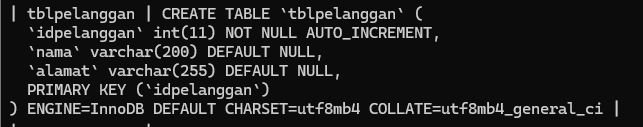 | tblpelanggan | CREATE TABLE `tblpelanggan` (
  `idpelanggan` int(11) NOT NULL AUTO_INCREMENT,
  `nama` varchar(200) DEFAULT NULL,
  `alamat` varchar(255) DEFAULT NULL,
  PRIMARY KEY (`idpelanggan`)
) ENGINE=InnoDB DEFAULT CHARSET=utf8mb4 COLLATE=utf8mb4_general_ci |